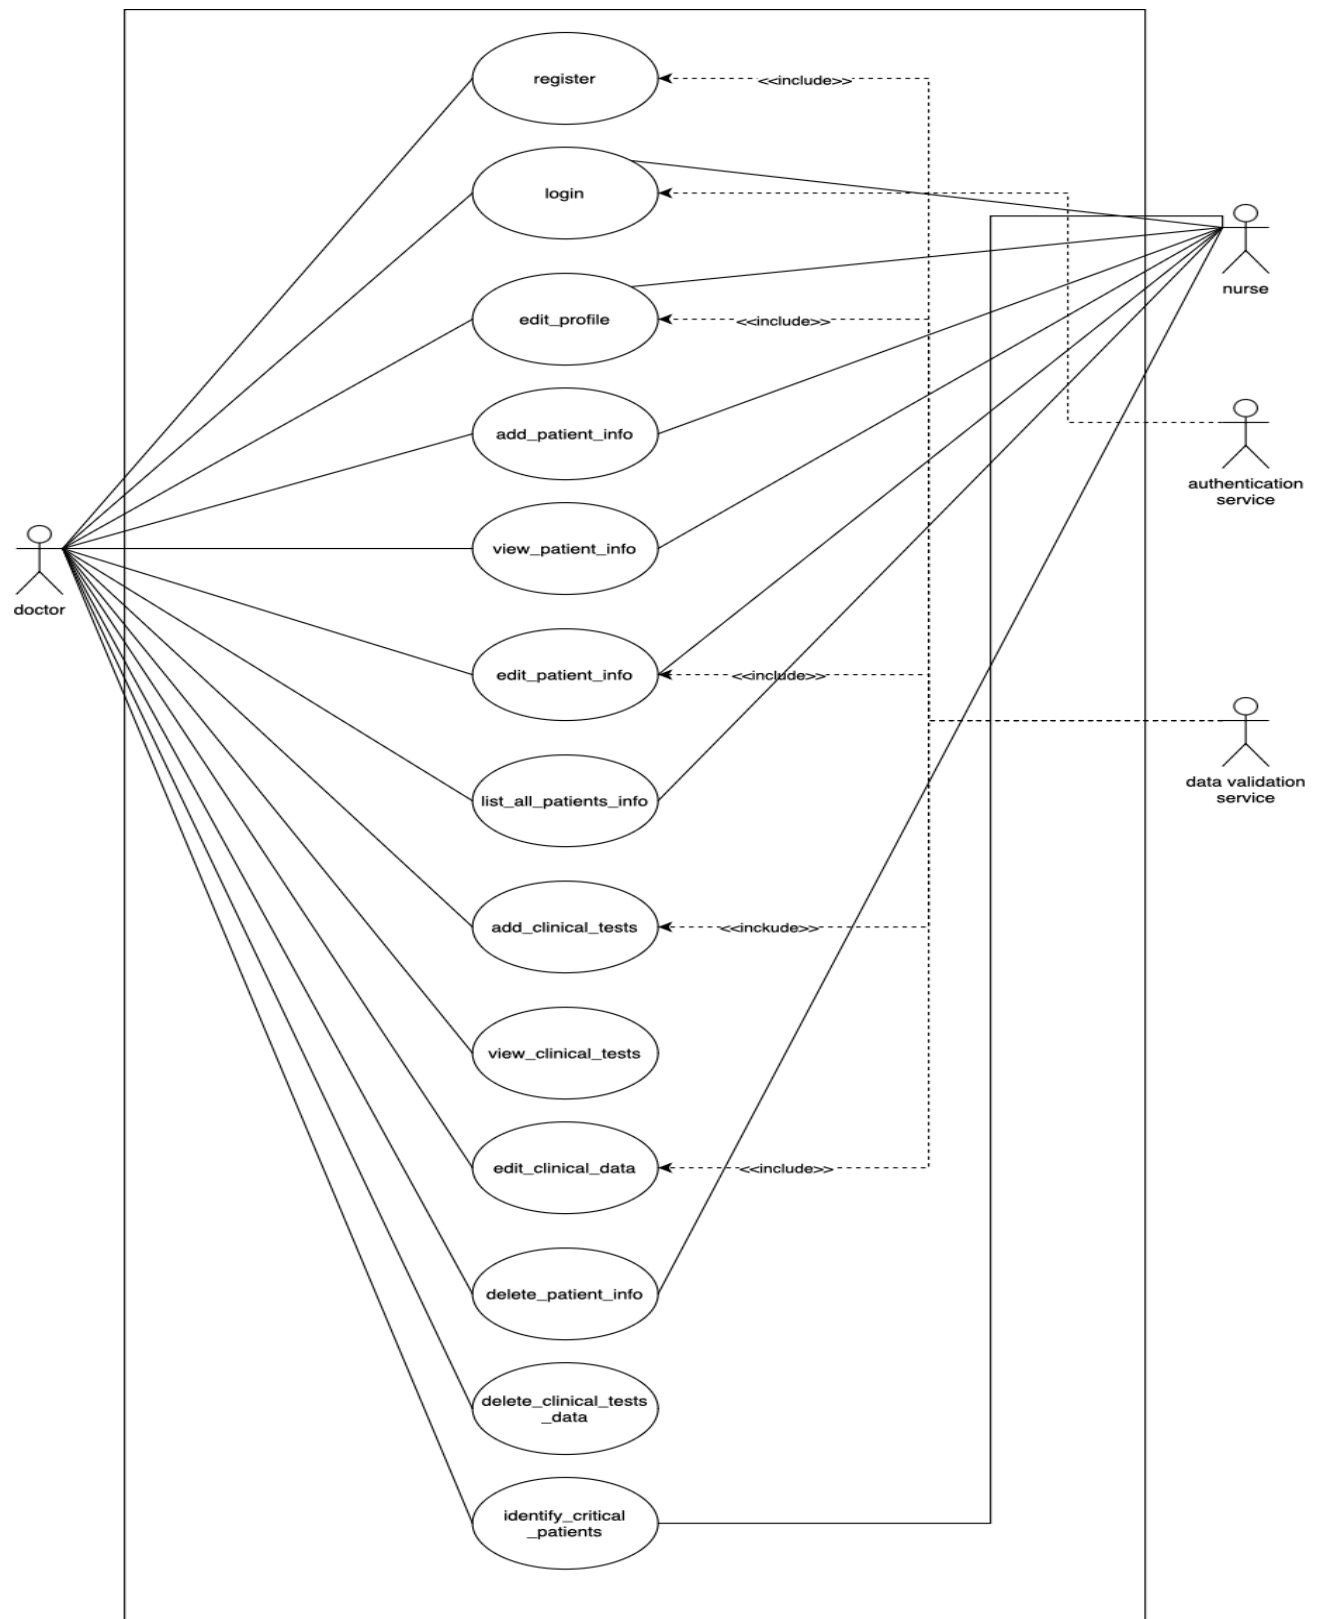 register
<<include>>
login
nurse
edit_profile
<<include>>
add_patient_info
authentication
service
view_patient_info
doctor
edit_patient_info
<<include>>
data validation
service
list_all_patients_info
add_clinical_tests
<<inckude>>
view_clinical_tests
edit_clinical_data
<<include>>
delete_patient_info
delete_clinical_tests
_data
identify_critical
_patients